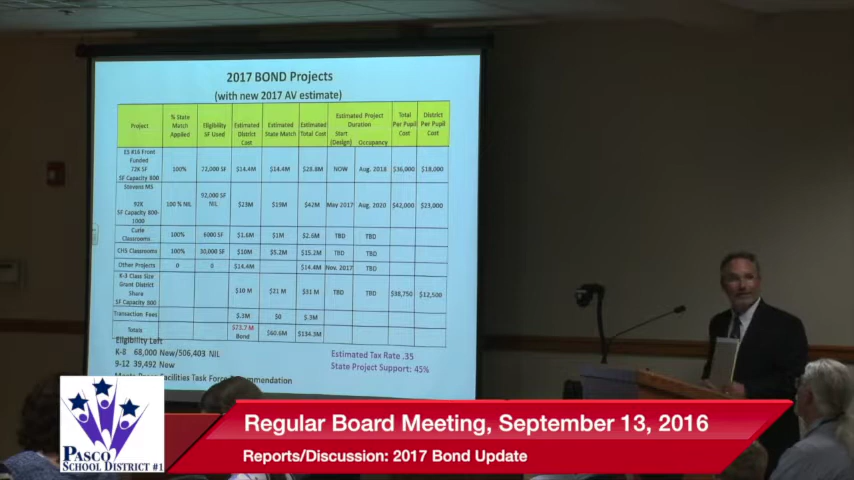 2017 BOND Projects
(with new 2017 AV estimate)
Project % State Match Applied Eligibility SF Used Estimated District Cost Estimated State Match Estimated Total Cost Estimated Project Duration Start (Design) Occupancy Total Per Pupil Cost District Per Pupil Cost
ES #16 Front Funded 72K SF SF Capacity 800 100% 72,000 SF $14.4M $14.4M $28.8M NOW Aug. 2018 $36,000 $18,000
Stevens MS 92K SF Capacity 800-1000 100 % NIL 92,000 SF NIL $23M $19M $42M May 2017 Aug. 2020 $42,000 $23,000
Curie Classrooms 100% 6000 SF $1.6M $1M $2.6M TBD TBD
CHS Classrooms 100% 30,000 SF $10M $5.2M $15.2M TBD TBD
Other Projects 0 0 $14.4M $14.4M Nov. 2017 TBD
K-3 Class Size Grant District Share SF Capacity 800 $10 M $21 M $31 M TBD TBD $38,750 $12,500
Transaction Fees $.3M $0 $.3M
Totals $73.7 M Bond $60.6M $134.3M
Eligibility Left
K-8 68,000 New/506,403 NIL
9-12 39,492 New
Facilities Task Force
Estimated Tax Rate .35
State Project Support: 45%
PASCO
SCHOOL DISTRICT #1
Regular Board Meeting, September 13, 2016
Reports/Discussion: 2017 Bond Update